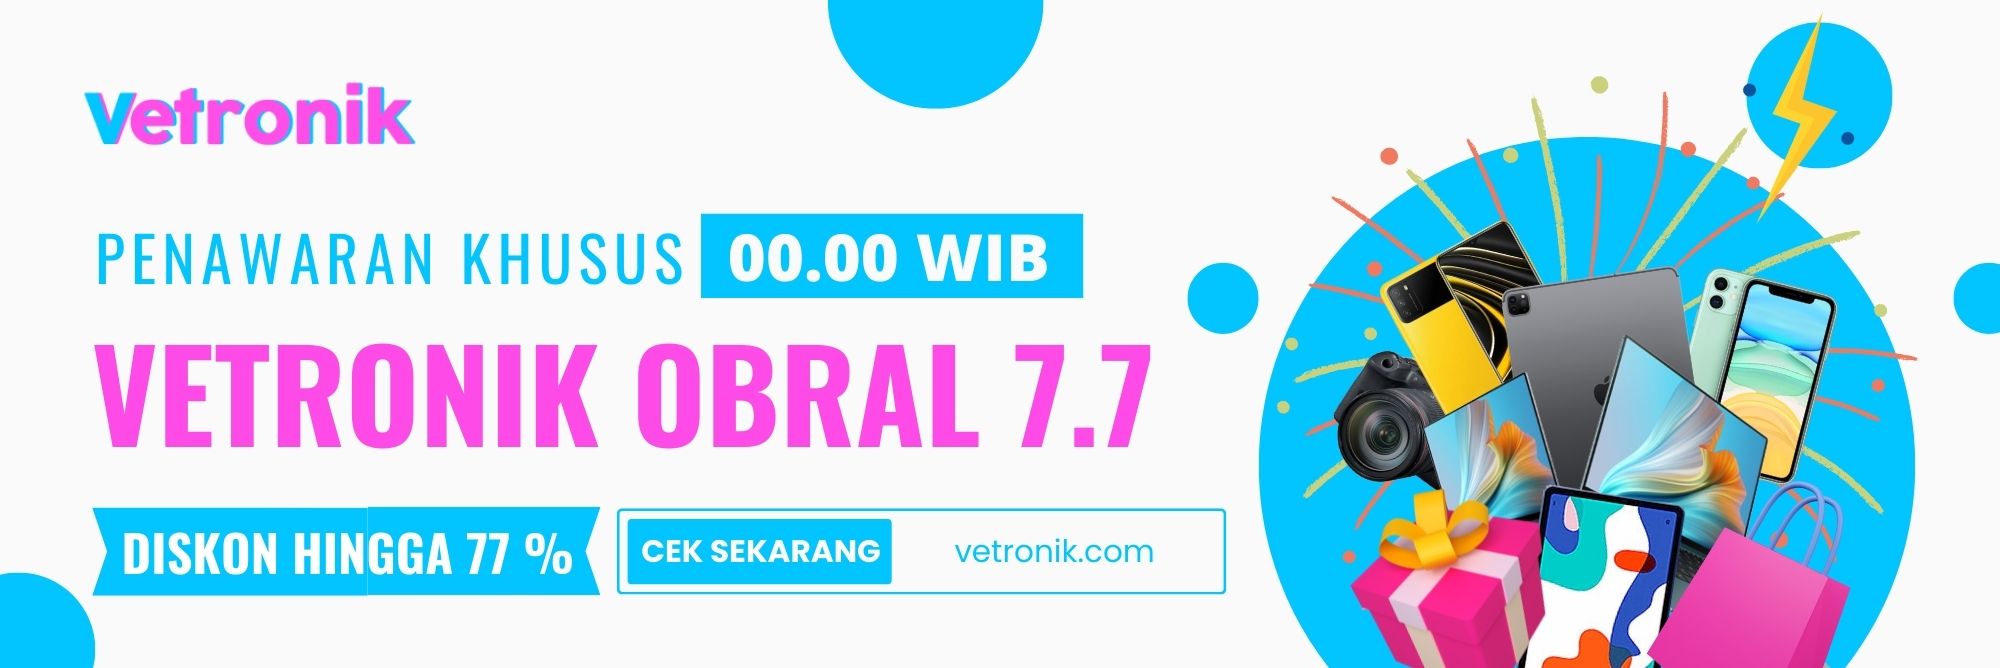 Vetronik
PENAWARAN KHUSUS 00.00 WIB
VETRONIK OBRAL 7.7
DISKON HINGGA 77 %
CEK SEKARANG vetronik.com